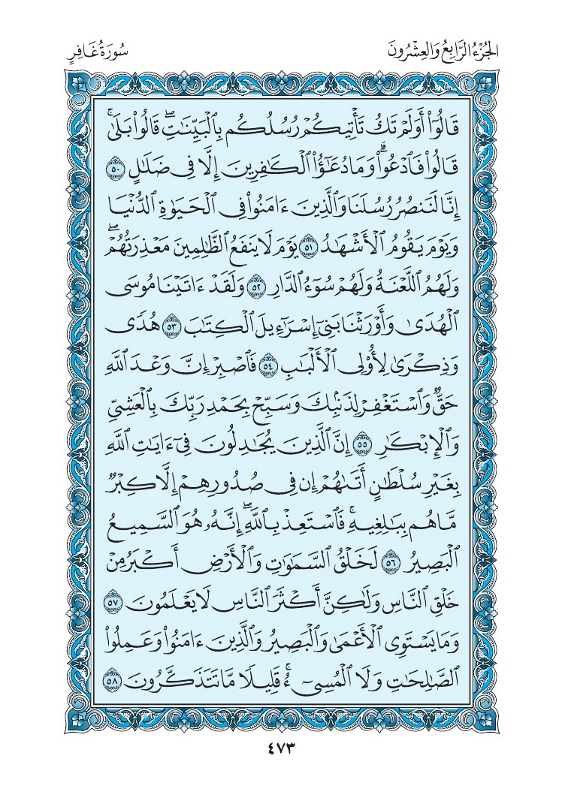 الجُزْءُ الرَّابِعُ وَالعِشْرُونَ
سُورَةُ غَافِرٍ
قَالُوٓا۟ أَوَلَمْ تَكُ تَأْتِيكُمْ رُسُلُكُم بِٱلْبَيِّنَٰتِ ۖ قَالُوا۟ بَلَىٰ ۚ
قَالُوا۟ فَٱدْعُوا۟ ۗ وَمَا دُعَٰٓؤُا۟ ٱلْكَٰفِرِينَ إِلَّا فِى ضَلَٰلٍ ٥٠
إِنَّا لَنَنصُرُ رُسُلَنَا وَٱلَّذِينَ ءَامَنُوا۟ فِى ٱلْحَيَوٰةِ ٱلدُّنْيَا
وَيَوْمَ يَقُومُ ٱلْأَشْهَٰدُ ٥١ يَوْمَ لَا يَنفَعُ ٱلظَّٰلِمِينَ مَعْذِرَتُهُمْ ۖ
وَلَهُمُ ٱللَّعْنَةُ وَلَهُمْ سُوٓءُ ٱلدَّارِ ٥٢ وَلَقَدْ ءَاتَيْنَا مُوسَى
ٱلْهُدَىٰ وَأَوْرَثْنَا بَنِىٓ إِسْرَٰٓءِيلَ ٱلْكِتَٰبَ ٥٣ هُدًى
وَذِكْرَىٰ لِأُو۟لِى ٱلْأَلْبَٰبِ ٥٤ فَٱصْبِرْ إِنَّ وَعْدَ ٱللَّهِ
حَقٌّ وَٱسْتَغْفِرْ لِذَنۢبِكَ وَسَبِّحْ بِحَمْدِ رَبِّكَ بِٱلْعَشِىِّ
وَٱلْإِبْكَٰرِ ٥٥ إِنَّ ٱلَّذِينَ يُجَٰدِلُونَ فِىٓ ءَايَٰتِ ٱللَّهِ
بِغَيْرِ سُلْطَٰنٍ أَتَىٰهُمْ ۙ إِن فِى صُدُورِهِمْ إِلَّا كِبْرٌ
مَّا هُم بِبَٰلِغِيهِ ۚ فَٱسْتَعِذْ بِٱللَّهِ ۖ إِنَّهُۥ هُوَ ٱلسَّمِيعُ
ٱلْبَصِيرُ ٥٦ لَخَلْقُ ٱلسَّمَٰوَٰتِ وَٱلْأَرْضِ أَكْبَرُ مِنْ
خَلْقِ ٱلنَّاسِ وَلَٰكِنَّ أَكْثَرَ ٱلنَّاسِ لَا يَعْلَمُونَ ٥٧
وَمَا يَسْتَوِى ٱلْأَعْمَىٰ وَٱلْبَصِيرُ وَٱلَّذِينَ ءَامَنُوا۟ وَعَمِلُوا۟
ٱلصَّٰلِحَٰتِ وَلَا ٱلْمُسِىٓءُ ۚ قَلِيلًا مَّا تَتَذَكَّرُونَ ٥٨
٤٧٣